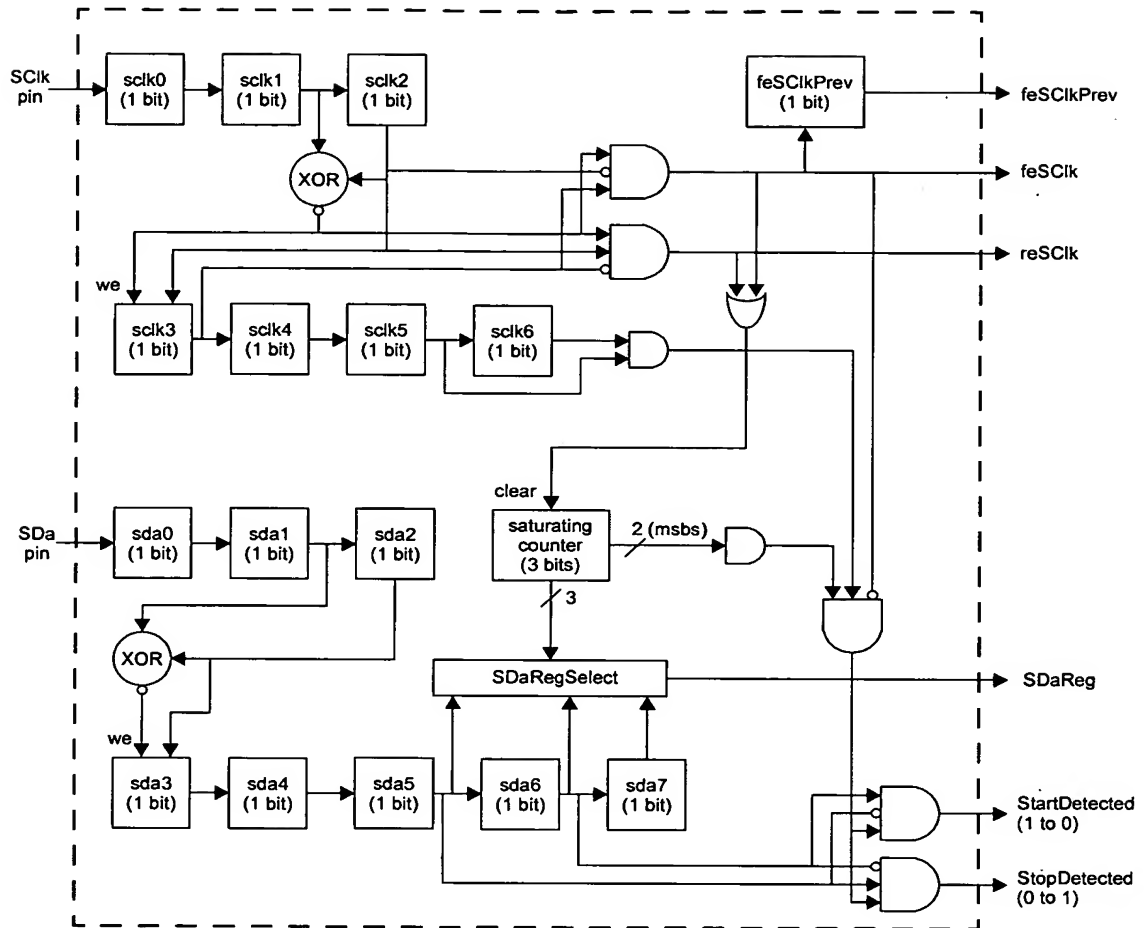 SClk
pin
sclk0
(1 bit)
sclk1
(1 bit)
sclk2
(1 bit)
feSClkPrev
(1 bit)
feSClkPrev
XOR
feSClk
reSClk
we
sclk3
(1 bit)
sclk4
(1 bit)
sclk5
(1 bit)
sclk6
(1 bit)
clear
SDa
pin
sda0
(1 bit)
sda1
(1 bit)
sda2
(1 bit)
saturating
counter
(3 bits)
2 (msbs)
3
XOR
SDaRegSelect
SDaReg
we
sda3
(1 bit)
sda4
(1 bit)
sda5
(1 bit)
sda6
(1 bit)
sda7
(1 bit)
StartDetected
(1 to 0)
StopDetected
(0 to 1)